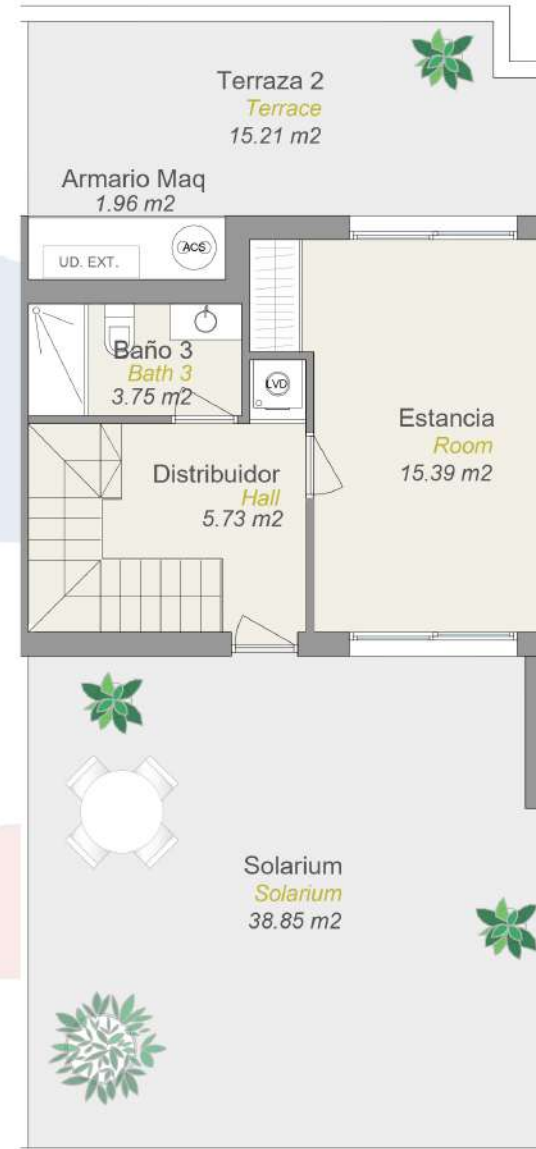 Terraza 2
Terrace
15.21 m2
Armario Maq
1.96 m2
UD. EXT.
ACS
Baño 3
Bath 3
3.75 m2
LVD
Estancia
Room
15.39 m2
Distribuidor
Hall
5.73 m2
Solarium
Solarium
38.85 m2